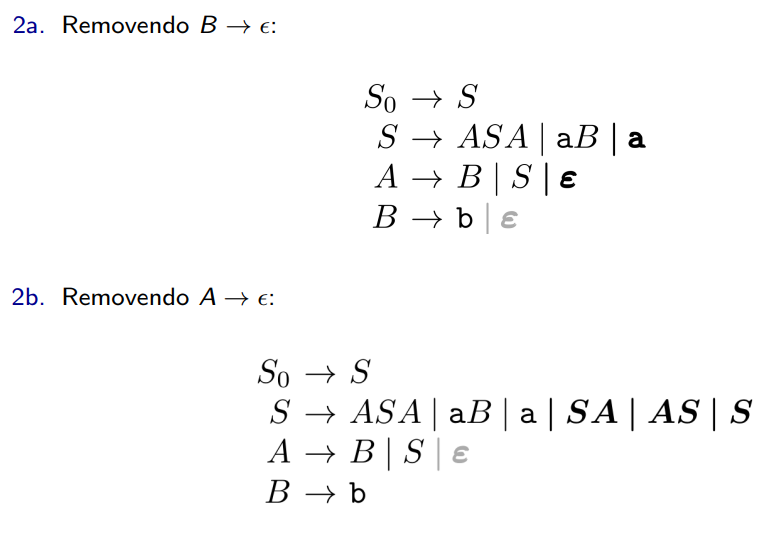 2a. Removendo B → ϵ:
S₀ → S
S → ASA | aB | a
A → B | S | ε
B → b | ε
2b. Removendo A → ϵ:
S₀ → S
S → ASA | aB | a | SA | AS | S
A → B | S | ε
B → b